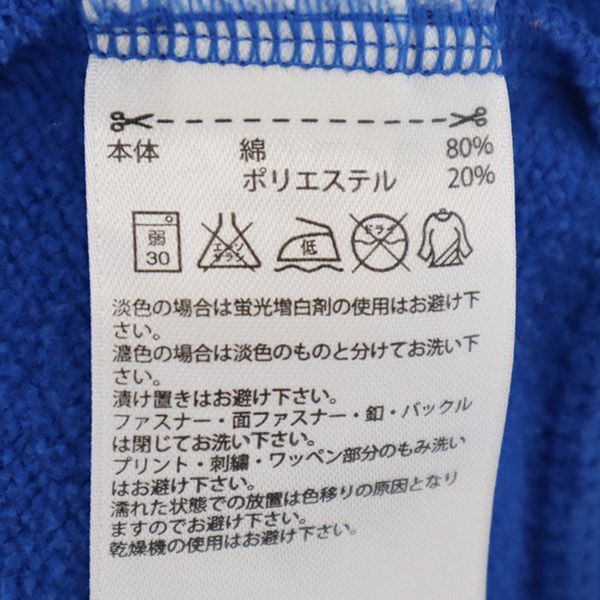 本体 綿 80%
ポリエステル 20%
弱 エンソ サラシ 低 ドライ
30
淡色の場合は蛍光増白剤の使用はお避け下
さい。
濃色の場合は淡色のものと分けてお洗い下
さい。
漬け置きはお避け下さい。
ファスナー・面ファスナー・釦・バックル
は閉じてお洗い下さい。
プリント・刺繍・ワッペン部分のもみ洗い
はお避け下さい。
濡れた状態での放置は色移りの原因となり
ますのでお避け下さい。
乾燥機の使用はお避け下さい。